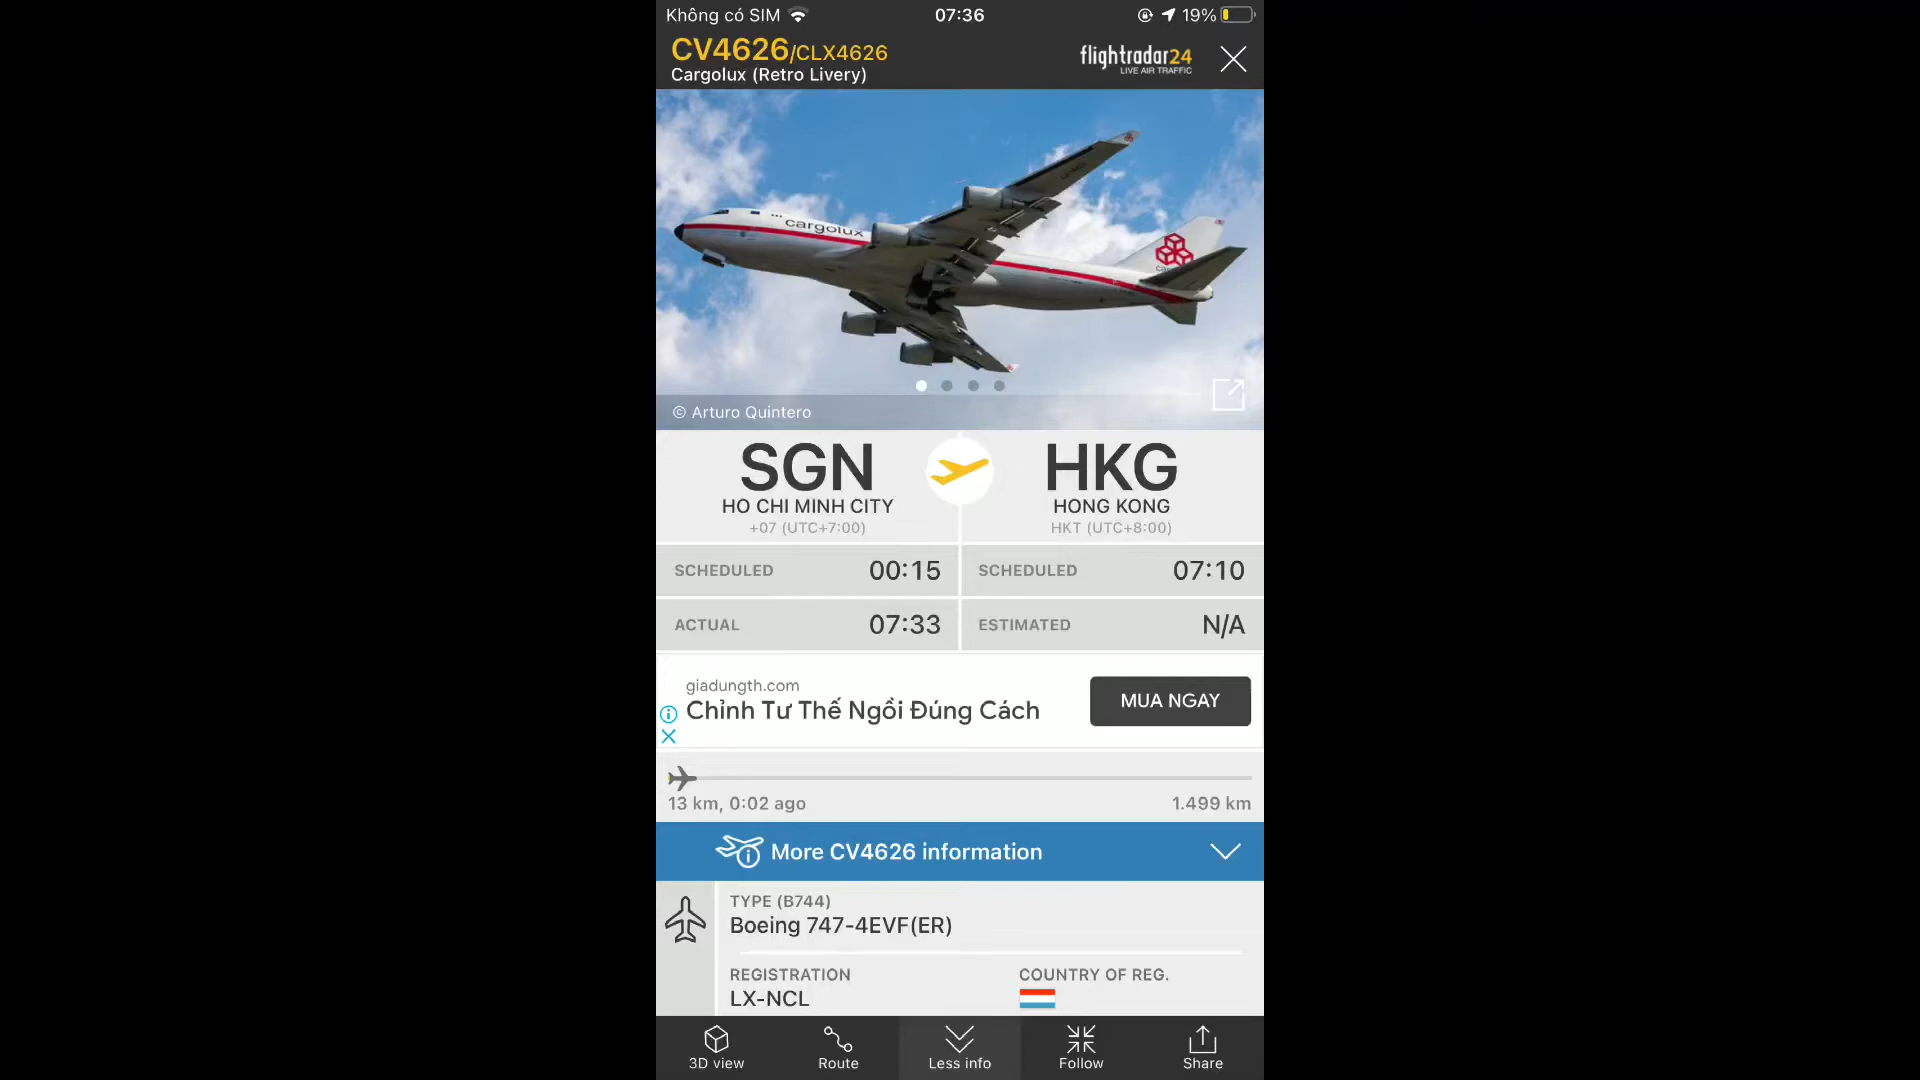 Không có SIM
07:36
19%
CV4626/CLX4626
Cargolux (Retro Livery)
flightradar24
LIVE AIR TRAFFIC
cargolux
© Arturo Quintero
SGN
HO CHI MINH CITY
+07 (UTC+7:00)
HKG
HONG KONG
HKT (UTC+8:00)
SCHEDULED 00:15
SCHEDULED 07:10
ACTUAL 07:33
ESTIMATED N/A
giadungth.com
Chỉnh Tư Thế Ngồi Đúng Cách
MUA NGAY
13 km, 0:02 ago
1.499 km
More CV4626 information
TYPE (B744)
Boeing 747-4EVF(ER)
REGISTRATION
LX-NCL
COUNTRY OF REG.
3D view
Route
Less info
Follow
Share